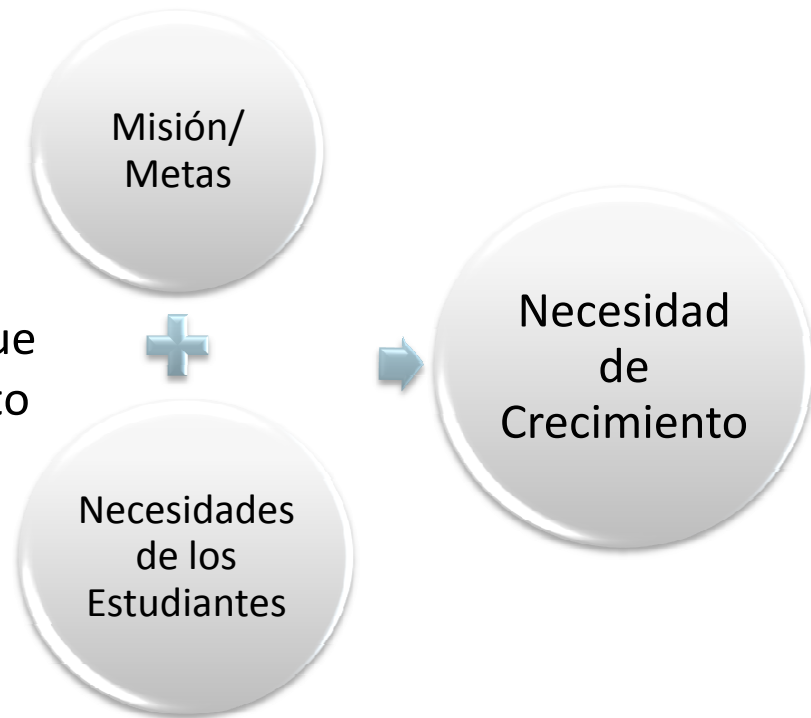 Misión/
Metas
Necesidades
de los
Estudiantes
Necesidad
de
Crecimiento